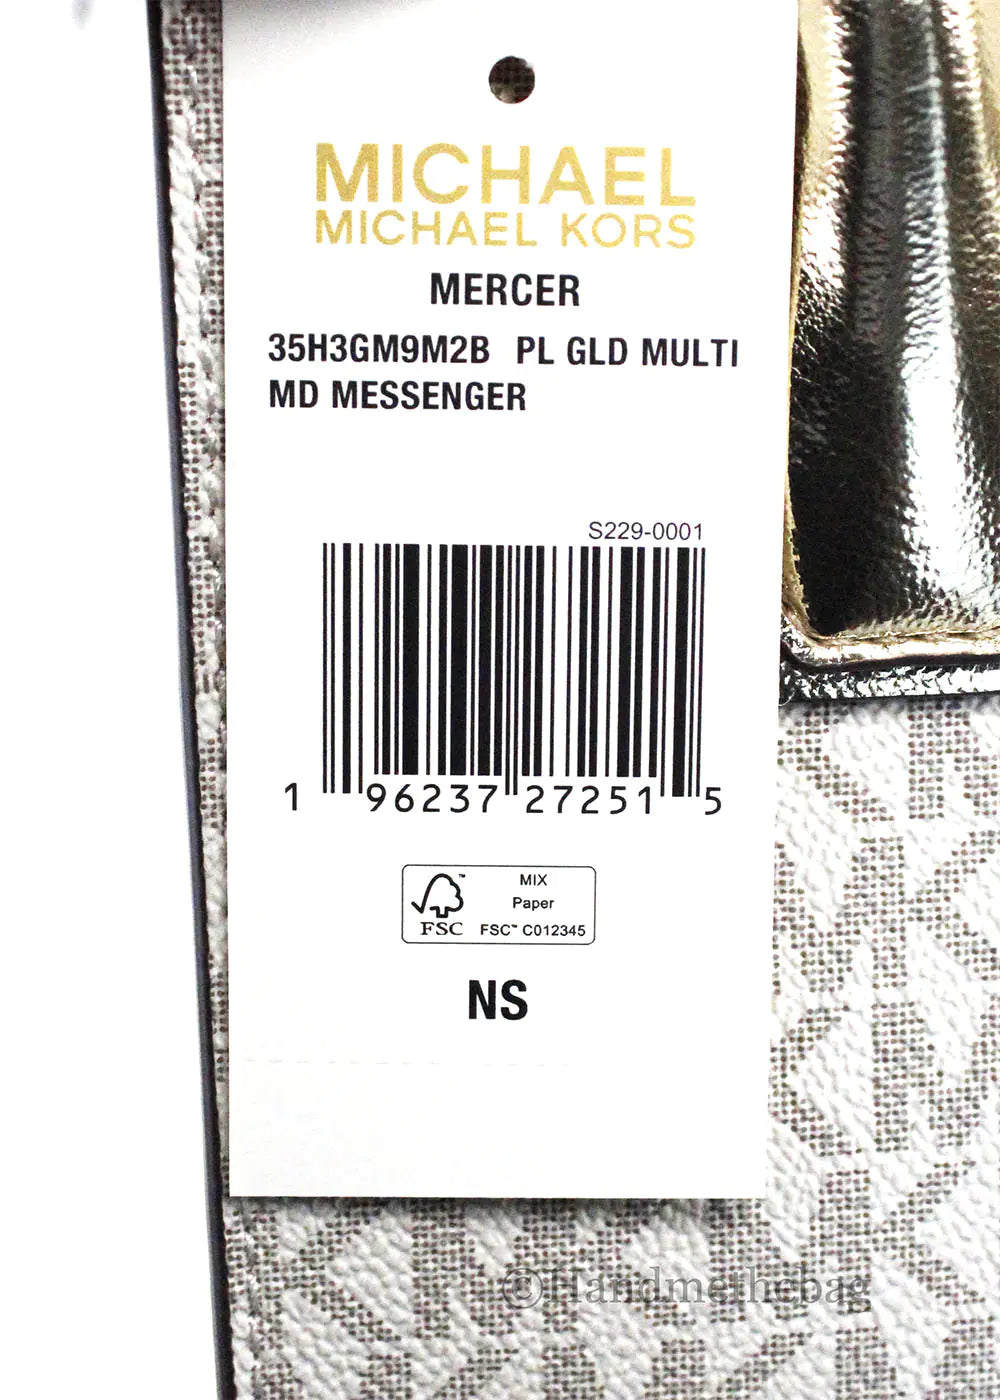 MICHAEL
MICHAEL KORS
MERCER
35H3GM9M2B PL GLD MULTI
MD MESSENGER
S229-0001
1 96237 27251 5
FSC
MIX
Paper
FSC™ C012345
NS
©Handmethebag